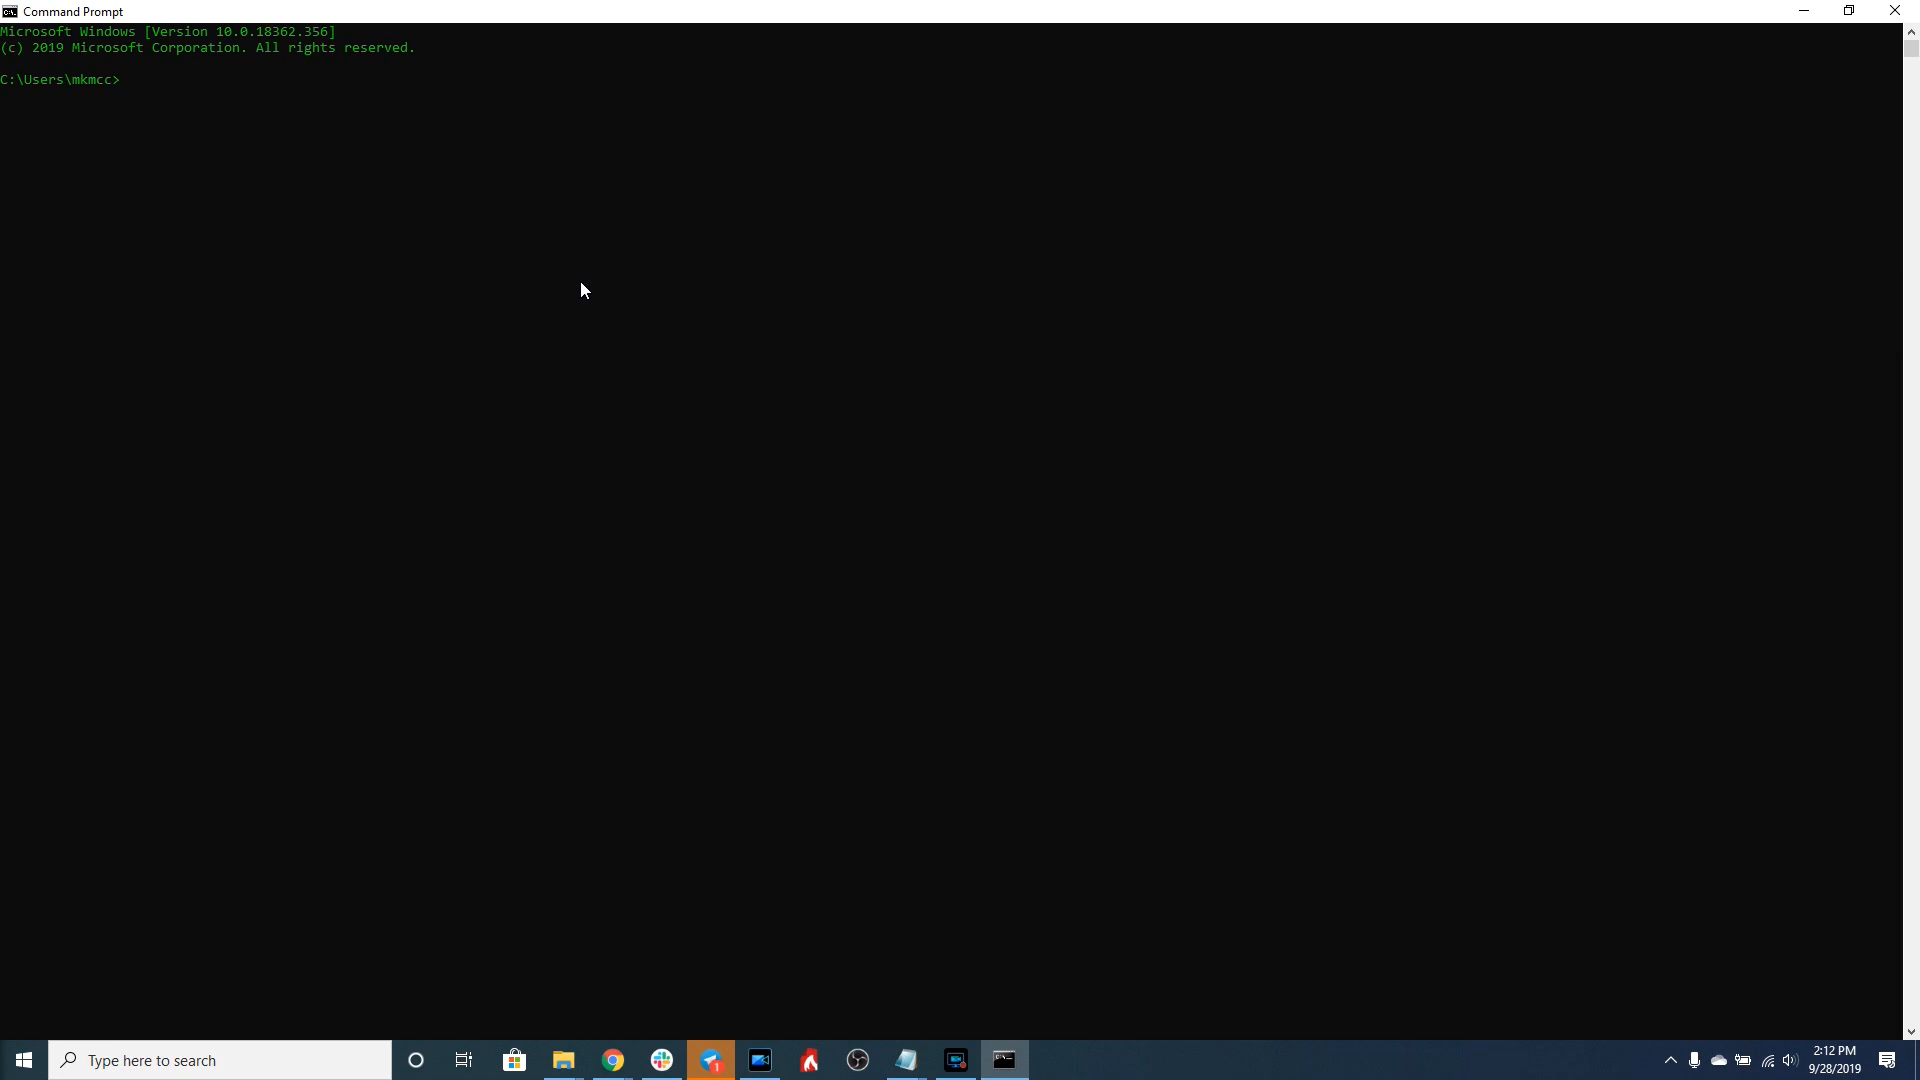 Command Prompt
Microsoft Windows [Version 10.0.18362.356]
(c) 2019 Microsoft Corporation. All rights reserved.
C:\Users\mkmcc>
Type here to search
1
2:12 PM
9/28/2019